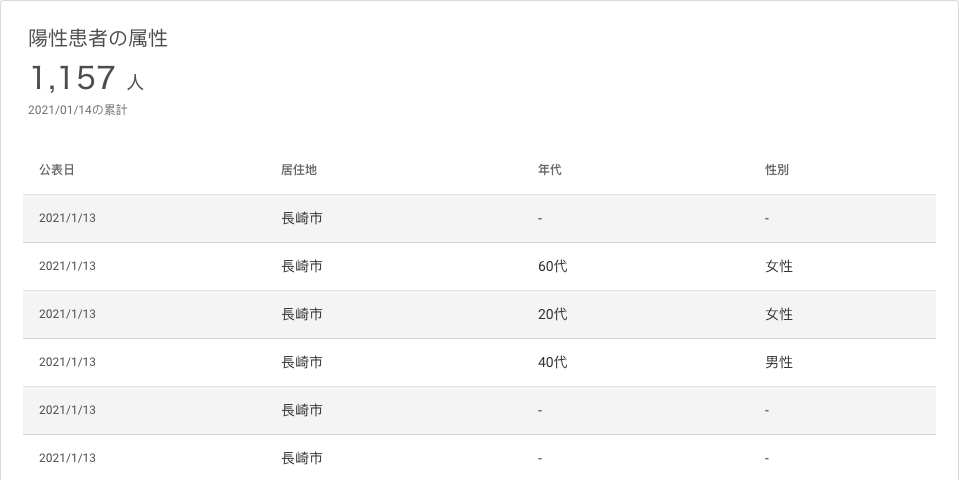 陽性患者の属性
1,157 人
2021/01/14の累計
公表日 居住地 年代 性別
2021/1/13 長崎市 - -
2021/1/13 長崎市 60代 女性
2021/1/13 長崎市 20代 女性
2021/1/13 長崎市 40代 男性
2021/1/13 長崎市 - -
2021/1/13 長崎市 - -